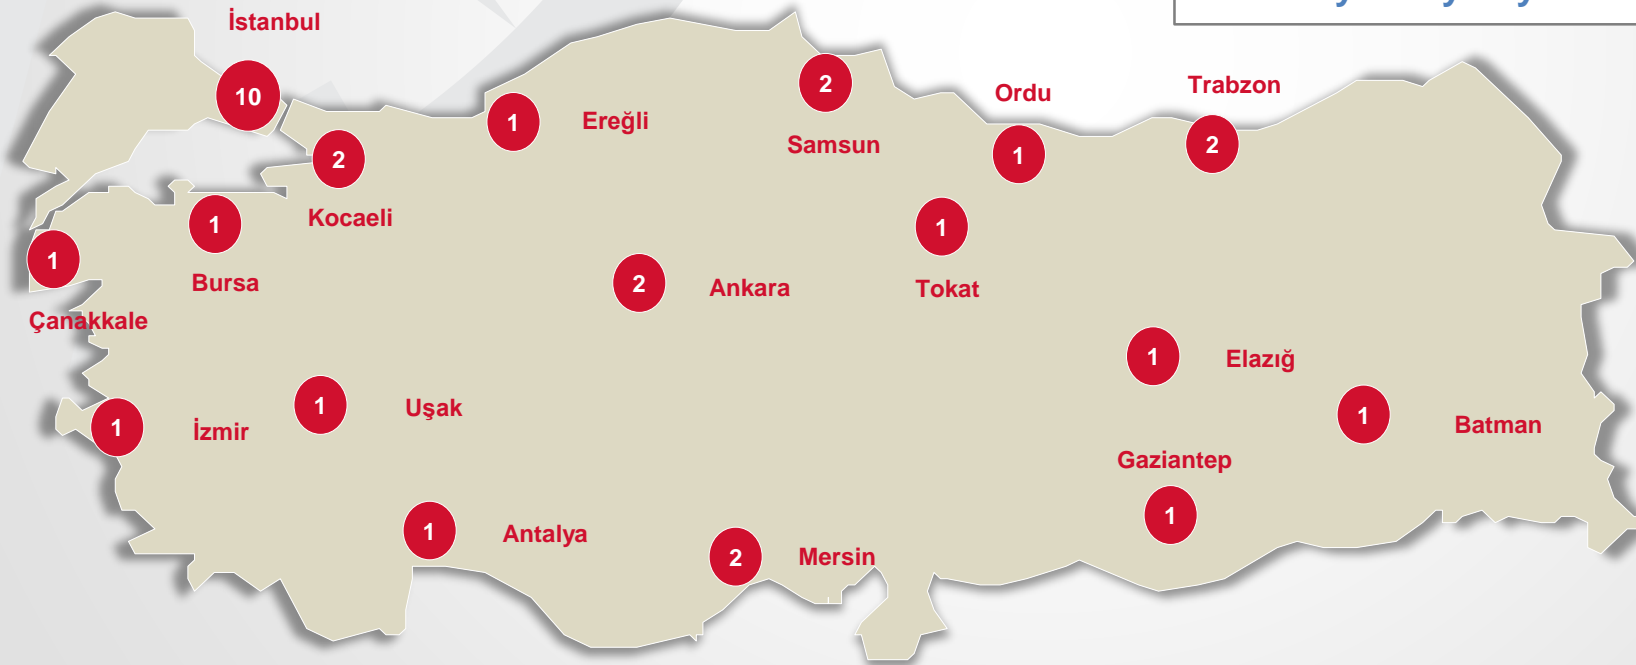 İstanbul
10
2
Kocaeli
1
Ereğli
2
Samsun
Ordu
1
Trabzon
2
1
Bursa
1
Çanakkale
2
Ankara
1
Tokat
1
Elazığ
1
Batman
1
İzmir
1
Uşak
Gaziantep
1
1
Antalya
2
Mersin